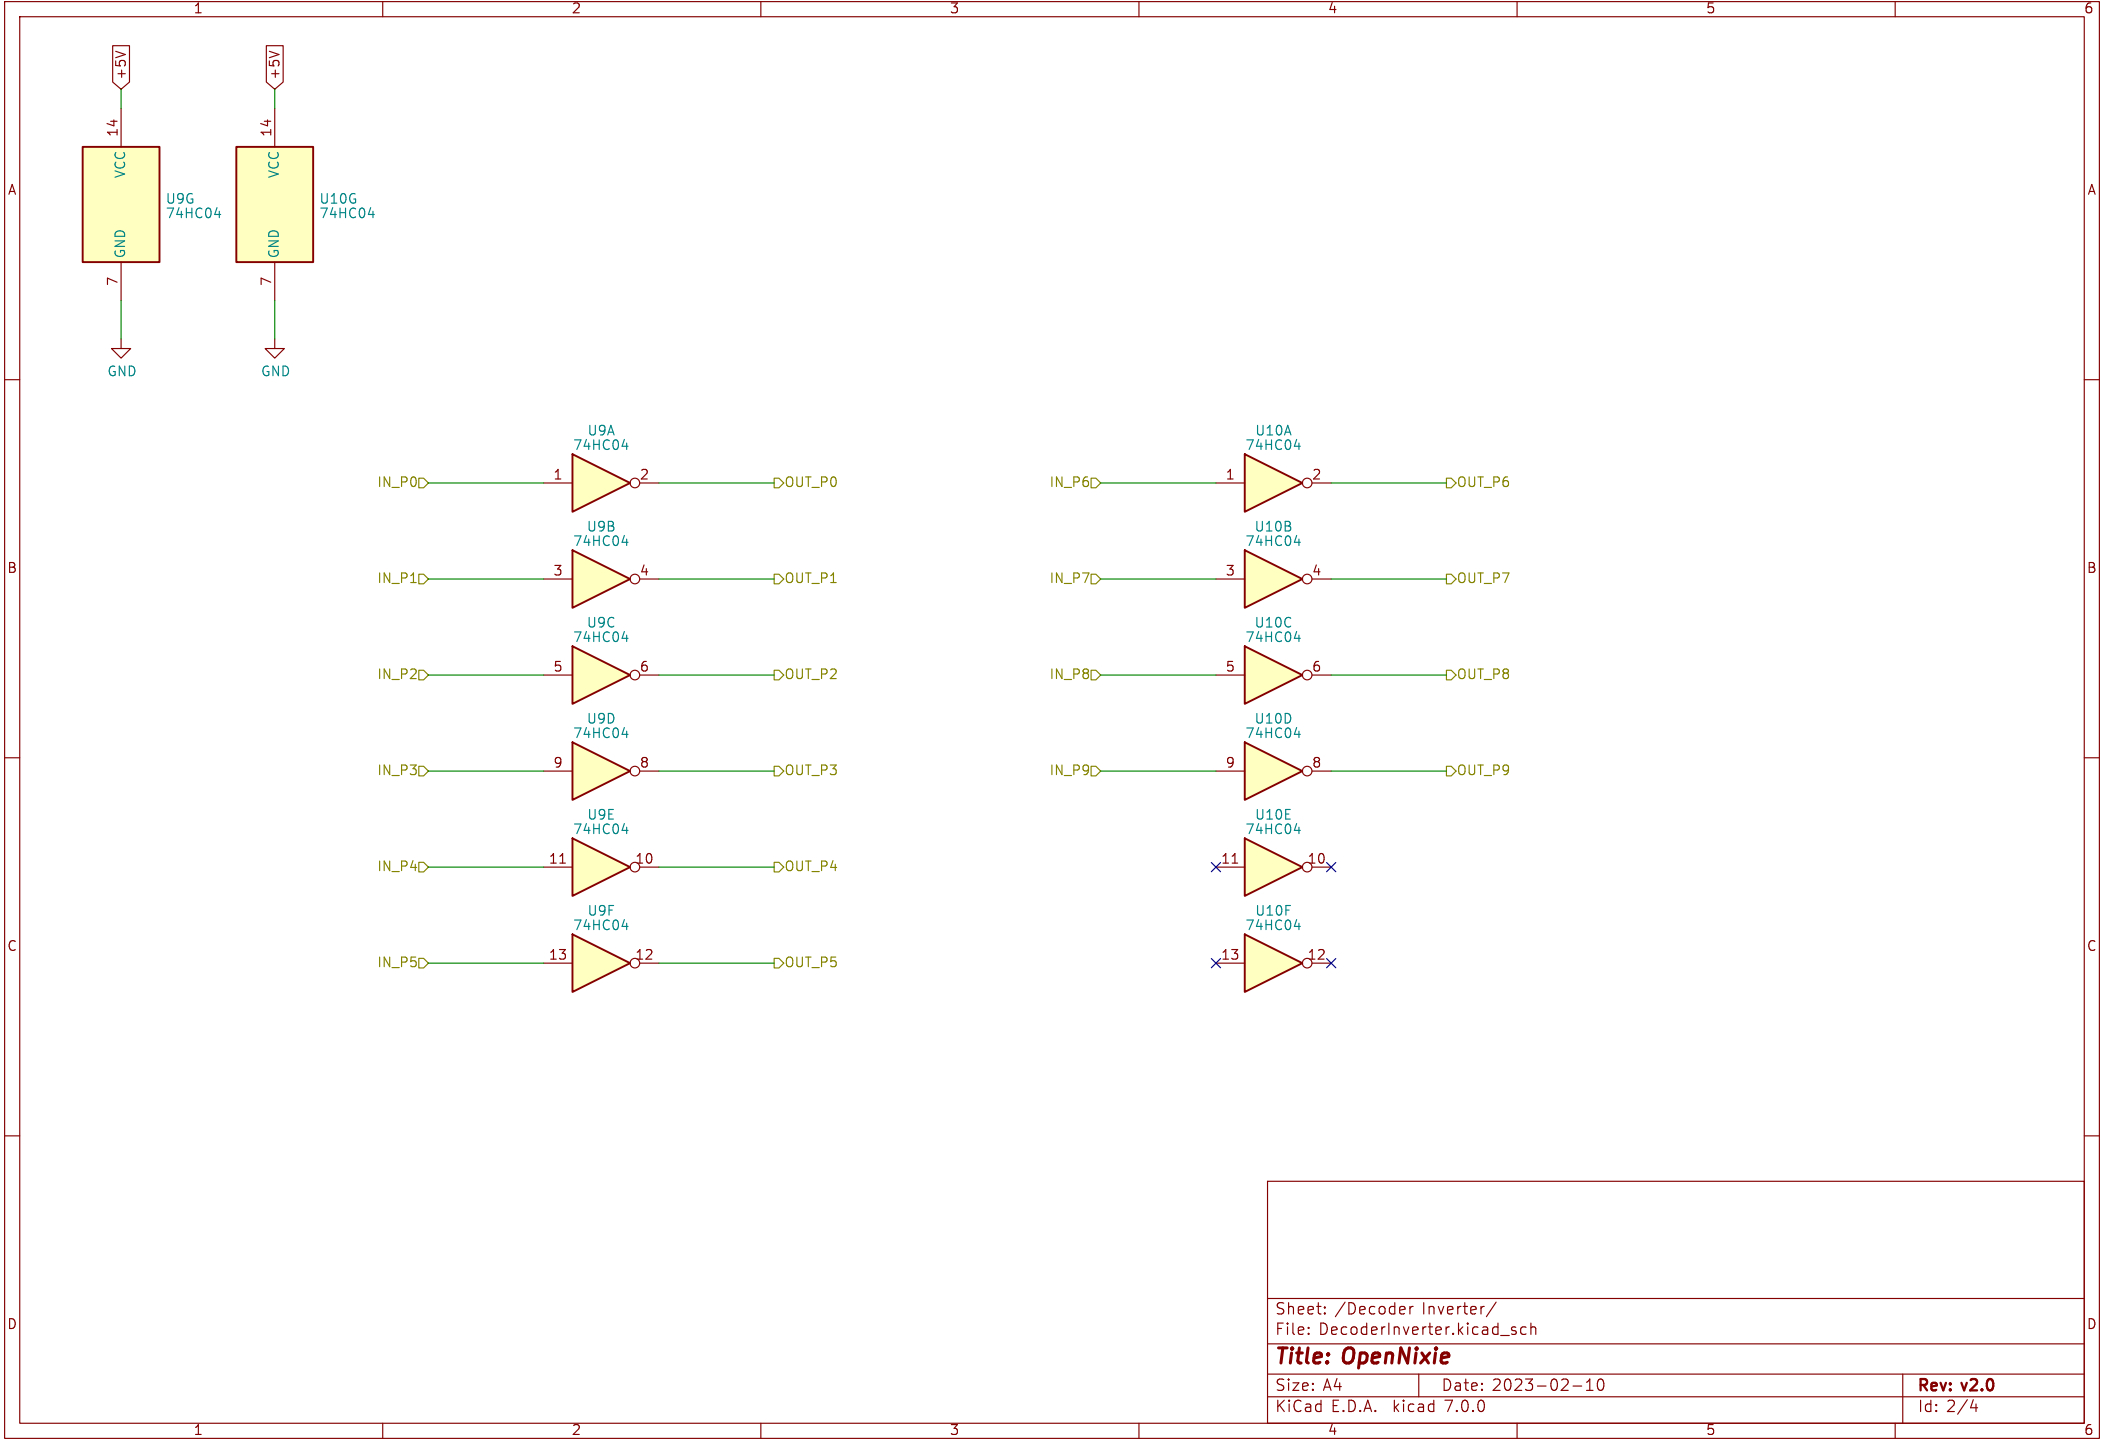 1 2 3 4 5 6
+5V +5V
14 14
VCC VCC
A A
U9G U10G
74HC04 74HC04
GND GND
7 7
GND GND
U9A U10A
74HC04 74HC04
IN_P0 1 2 OUT_P0 IN_P6 1 2 OUT_P6
U9B U10B
74HC04 74HC04
B B
IN_P1 3 4 OUT_P1 IN_P7 3 4 OUT_P7
U9C U10C
74HC04 74HC04
IN_P2 5 6 OUT_P2 IN_P8 5 6 OUT_P8
U9D U10D
74HC04 74HC04
IN_P3 9 8 OUT_P3 IN_P9 9 8 OUT_P9
U9E U10E
74HC04 74HC04
IN_P4 11 10 OUT_P4 11 10
U9F U10F
74HC04 74HC04
C C
IN_P5 13 12 OUT_P5 13 12
Sheet: /Decoder Inverter/
D D
File: DecoderInverter.kicad_sch
Title: OpenNixie
Size: A4 Date: 2023-02-10 Rev: v2.0
KiCad E.D.A. kicad 7.0.0 Id: 2/4
1 2 3 4 5 6